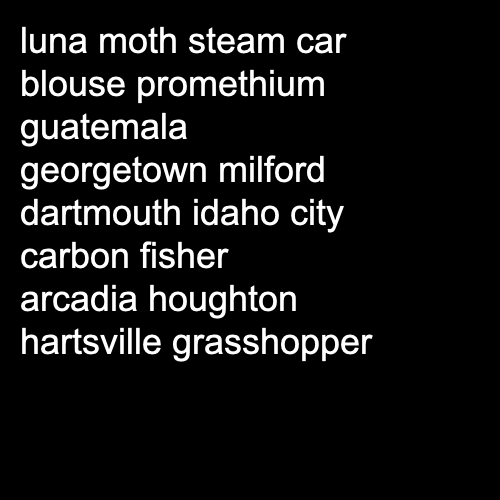 luna moth steam car
blouse promethium
guatemala
georgetown milford
dartmouth idaho city
carbon fisher
arcadia houghton
hartsville grasshopper